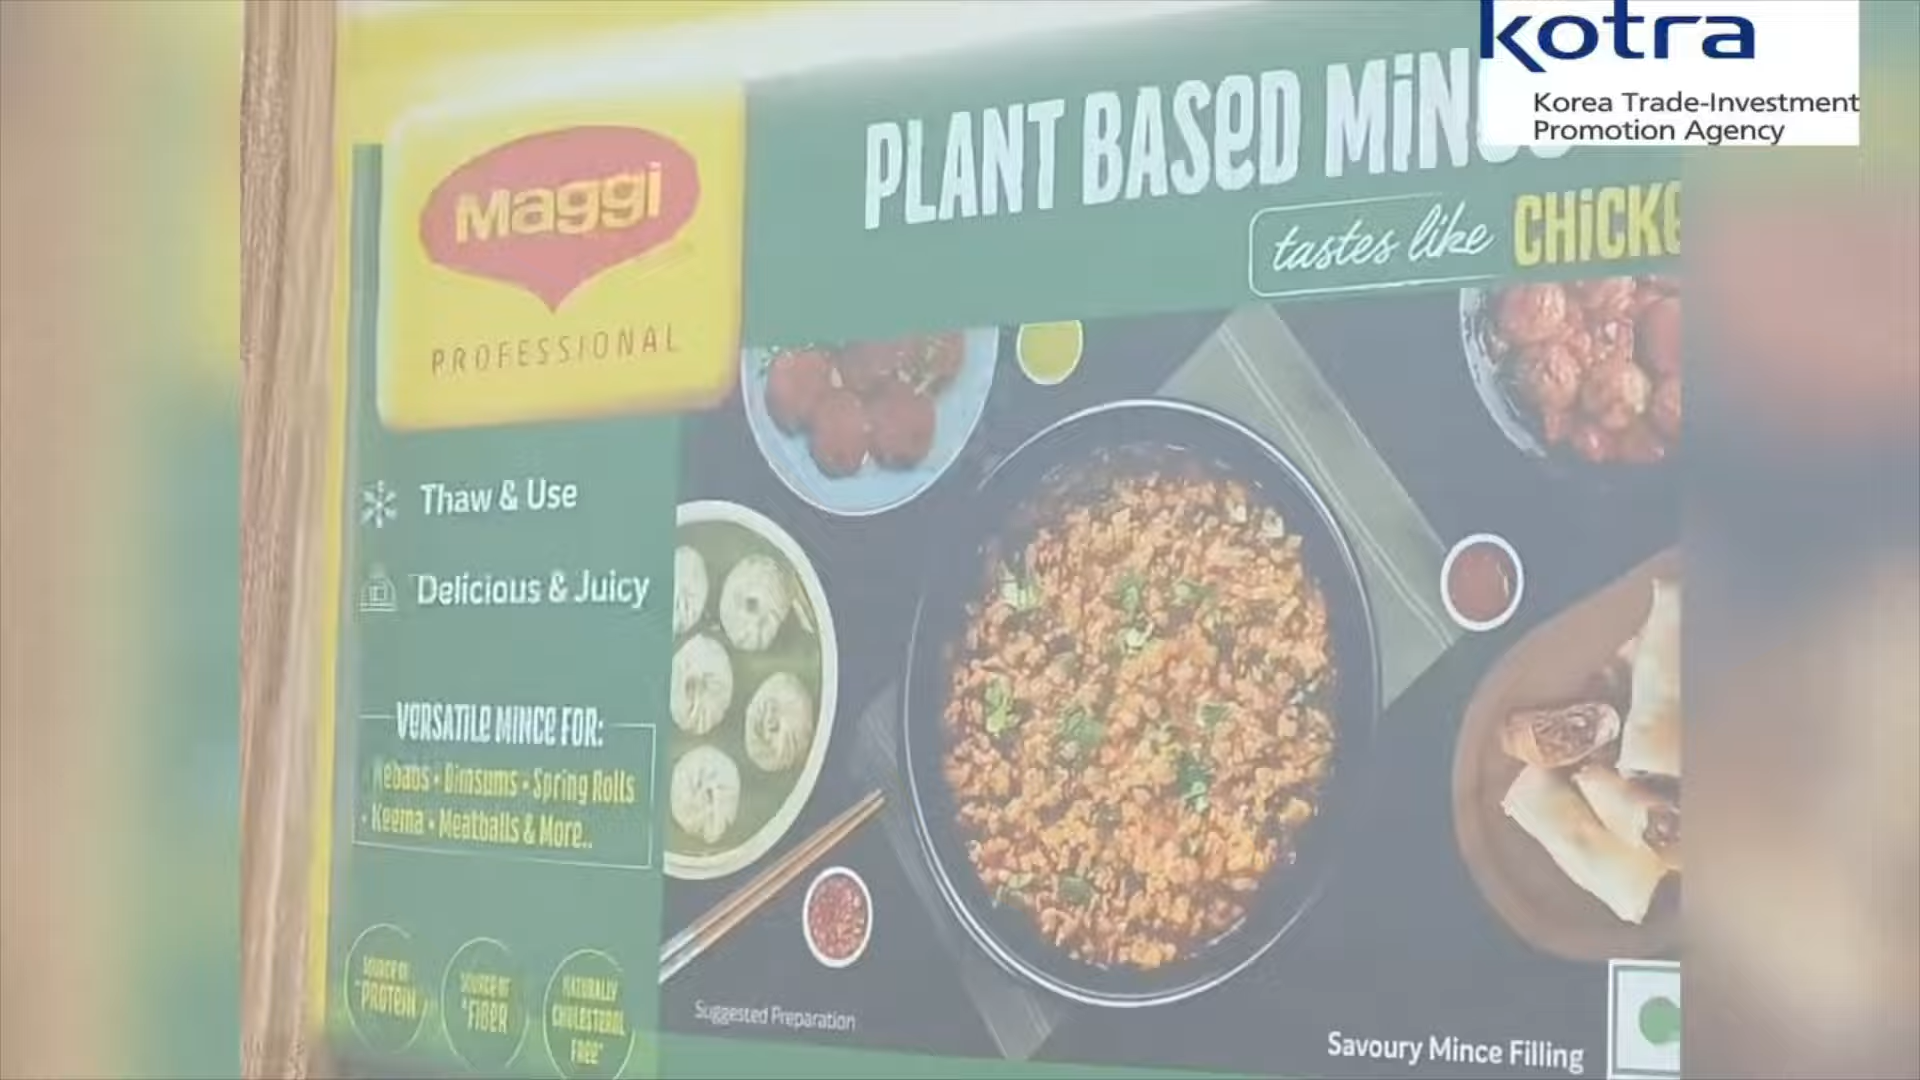 kotra
Korea Trade-Investment
Promotion Agency
PLANT BASED
tastes like
Maggi
PROFESSIONAL
Thaw & Use
Delicious & Juicy
VERSATILE MINCE FOR:
Kebabs • Dimsums • Spring Rolls
• Keema • Meatballs & More..
SOURCE OF
*PROTEIN
SOURCE OF
*FIBER
NATURALLY
CHOLESTEROL
FREE*
Suggested Preparation
Savoury Mince Filling